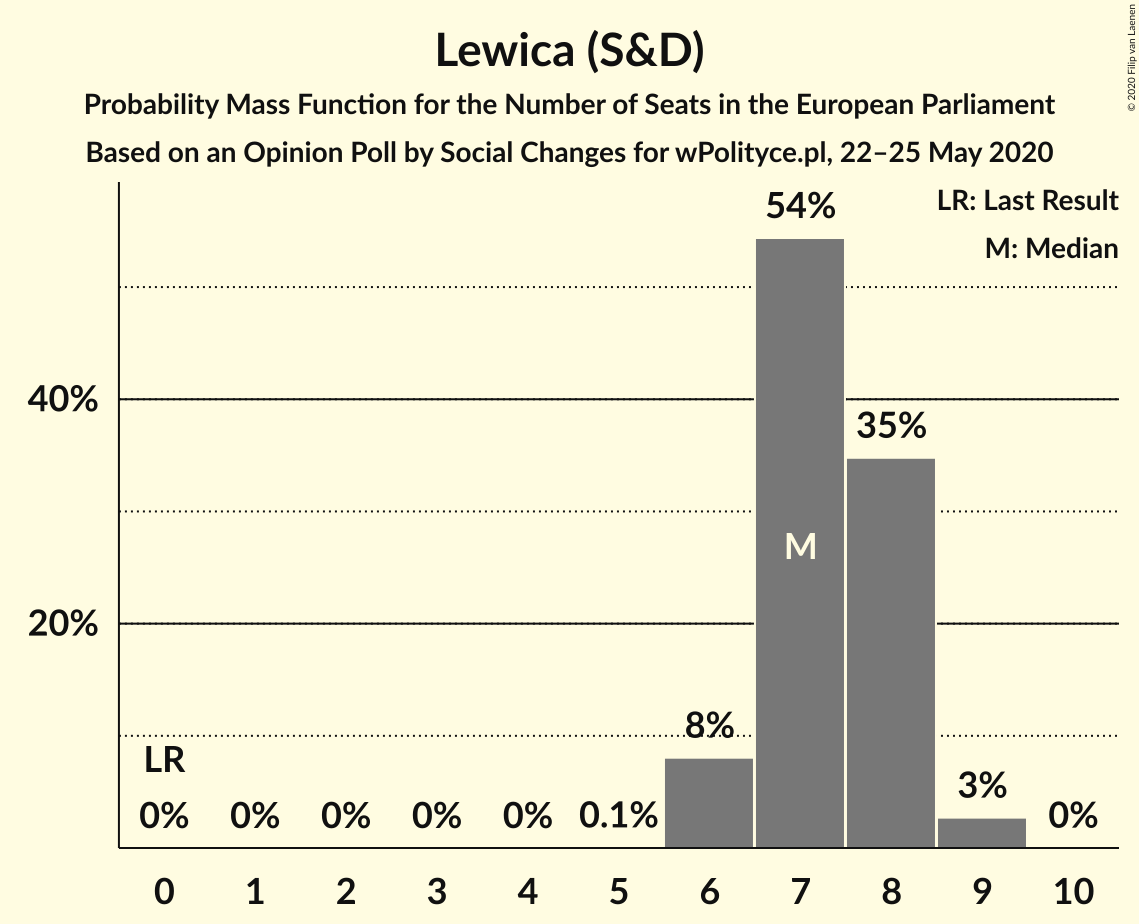 Lewica (S&D)
Probability Mass Function for the Number of Seats in the European Parliament
Based on an Opinion Poll by Social Changes for wPolityce.pl, 22–25 May 2020
© 2020 Filip van Laenen
LR: Last Result
M: Median
54%
40%
35%
M
20%
8%
LR
3%
0% 0% 0% 0% 0% 0.1% 0%
0 1 2 3 4 5 6 7 8 9 10